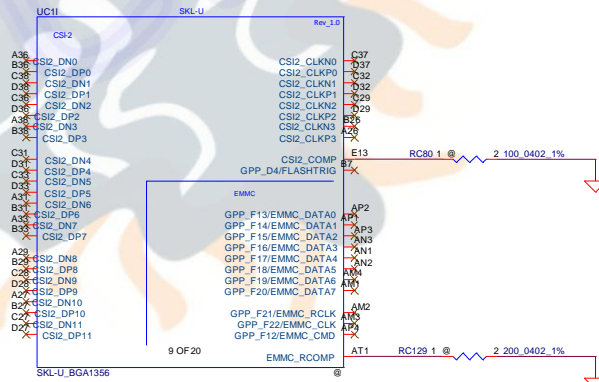 UC1I
SKL-U
Rev_1.0
CSI-2
A36 CSI2_DN0
B36 CSI2_DP0
C38 CSI2_DN1
D38 CSI2_DP1
C36 CSI2_DN2
D36 CSI2_DP2
A38 CSI2_DN3
B38 CSI2_DP3
C31 CSI2_DN4
D31 CSI2_DP4
C33 CSI2_DN5
D33 CSI2_DP5
A31 CSI2_DN6
B31 CSI2_DP6
A33 CSI2_DN7
B33 CSI2_DP7
A29 CSI2_DN8
B29 CSI2_DP8
C28 CSI2_DN9
D28 CSI2_DP9
A27 CSI2_DN10
B27 CSI2_DP10
C27 CSI2_DN11
D27 CSI2_DP11
CSI2_CLKN0 C37
CSI2_CLKP0 D37
CSI2_CLKN1 C32
CSI2_CLKP1 D32
CSI2_CLKN2 C29
CSI2_CLKP2 D29
CSI2_CLKN3 B26
CSI2_CLKP3 A26
CSI2_COMP E13 RC80 1 @ 2 100_0402_1%
GPP_D4/FLASHTRIG B7
EMMC
GPP_F13/EMMC_DATA0 AP2
GPP_F14/EMMC_DATA1 AP1
GPP_F15/EMMC_DATA2 AP3
GPP_F16/EMMC_DATA3 AN3
GPP_F17/EMMC_DATA4 AN1
GPP_F18/EMMC_DATA5 AN2
GPP_F19/EMMC_DATA6 AM4
GPP_F20/EMMC_DATA7 AM1
GPP_F21/EMMC_RCLK AM2
GPP_F22/EMMC_CLK AM3
GPP_F12/EMMC_CMD AP4
EMMC_RCOMP AT1 RC129 1 @ 2 200_0402_1%
9 OF 20
SKL-U_BGA1356
@